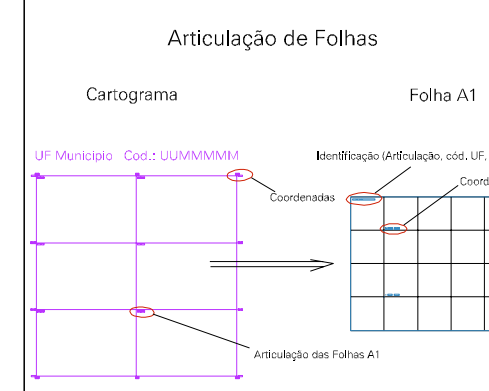 Articulação de Folhas
Cartograma
Folha A1
UF Municipio Cod.: UUMMMMM
Identificação (Articulação, cód. UF,
Coord
Coordenadas
Articulação das Folhas A1